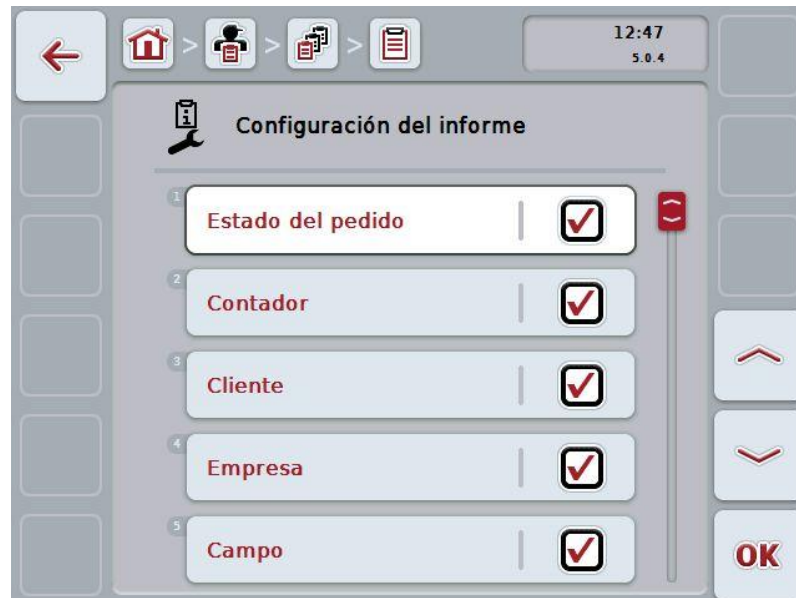 12:47
5.0.4
Configuración del informe
1
Estado del pedido
2
Contador
3
Cliente
4
Empresa
5
Campo
OK